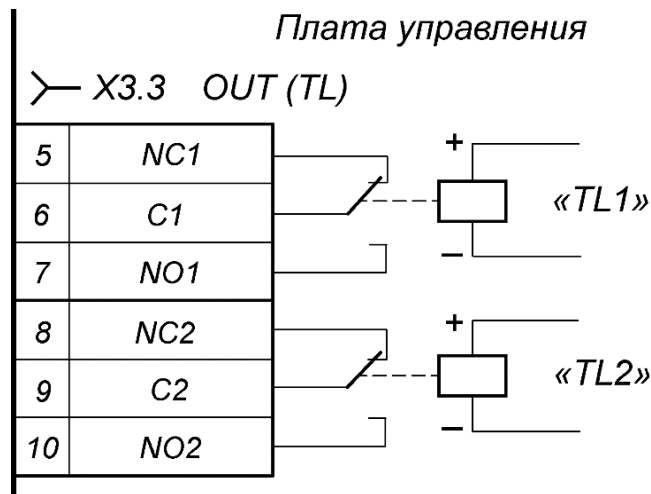 Плата управления
X3.3 OUT (TL)
5 NC1
6 C1
7 NO1
8 NC2
9 C2
10 NO2
+
«TL1»
–
+
«TL2»
–